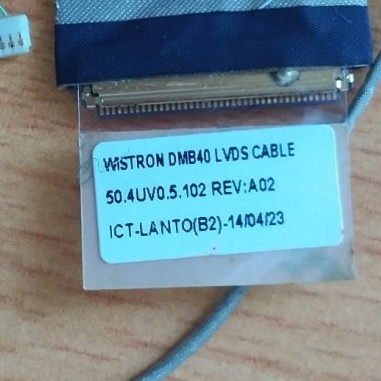 WISTRON DMB40 LVDS CABLE
50.4UV0.5.102 REV:A02
ICT-LANTO(B2)-14/04/23